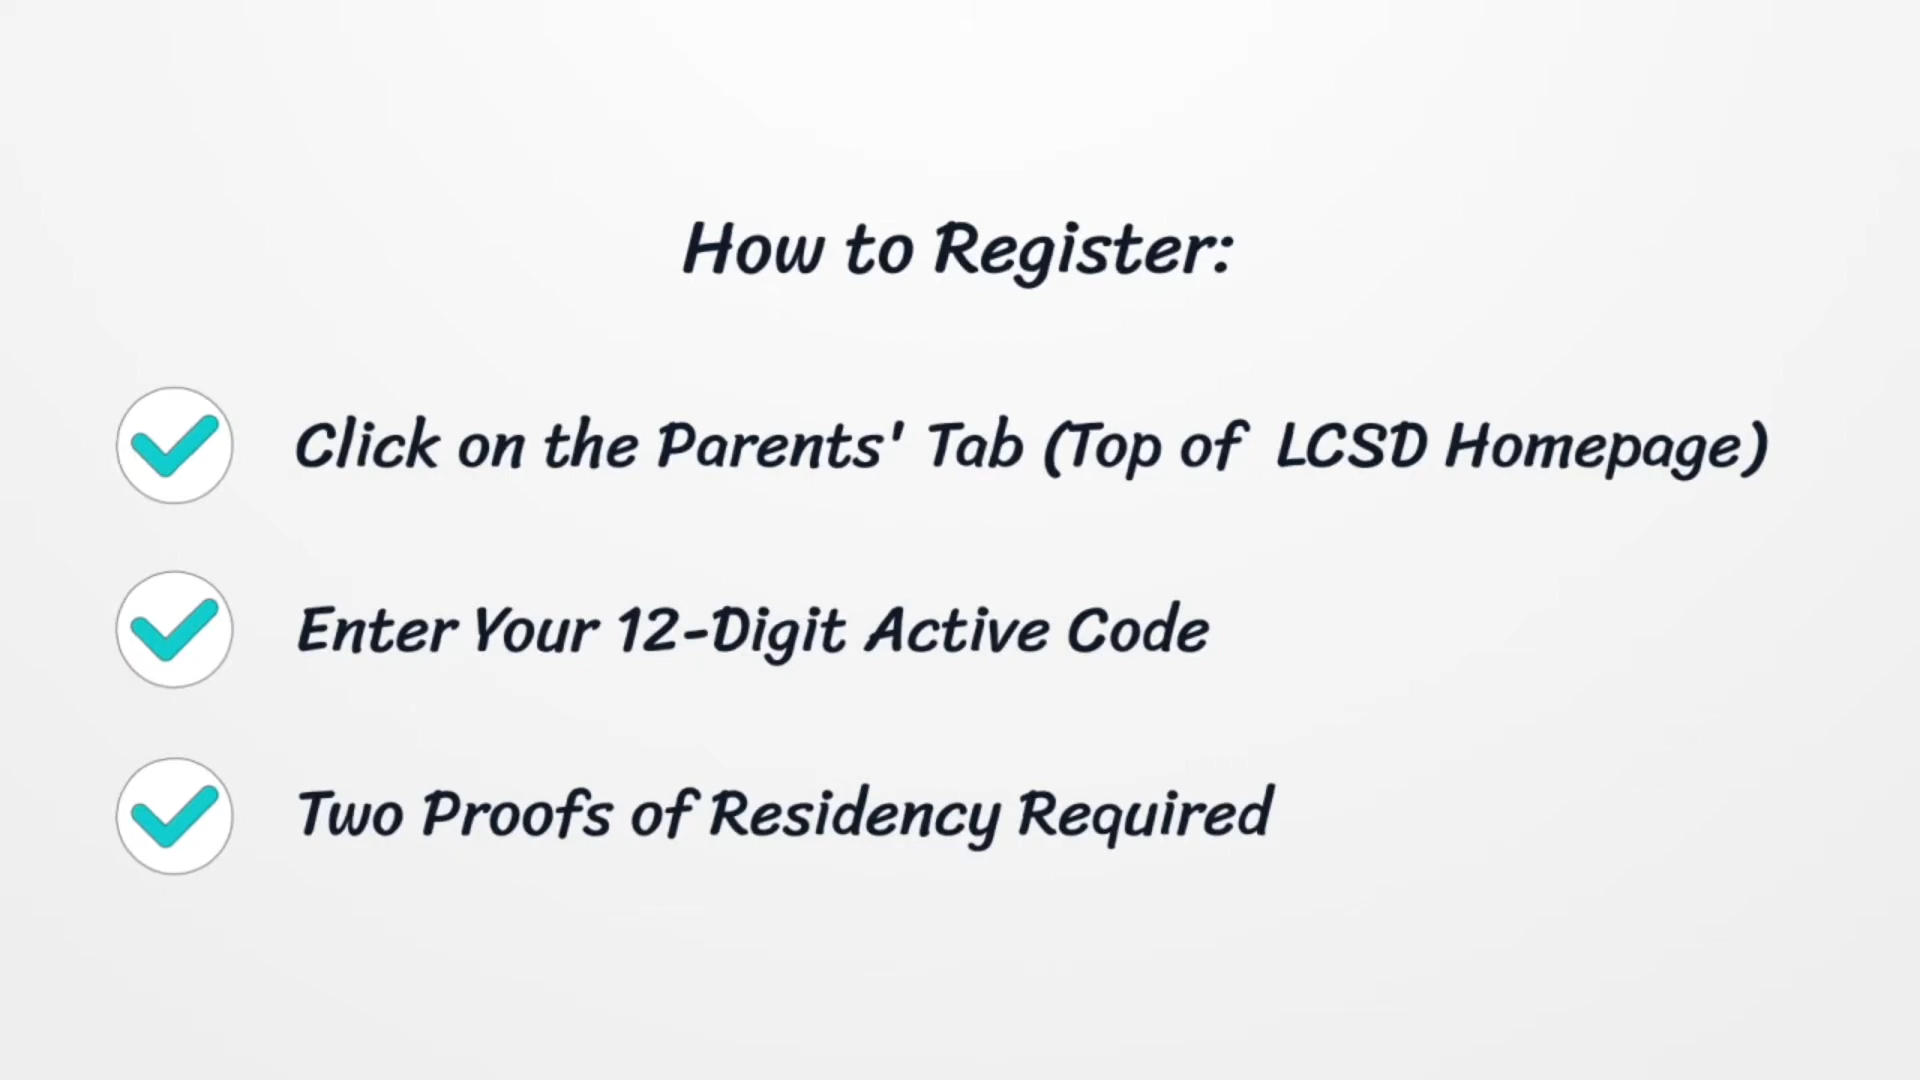 How to Register:
Click on the Parents' Tab (Top of LCSD Homepage)
Enter Your 12-Digit Active Code
Two Proofs of Residency Required